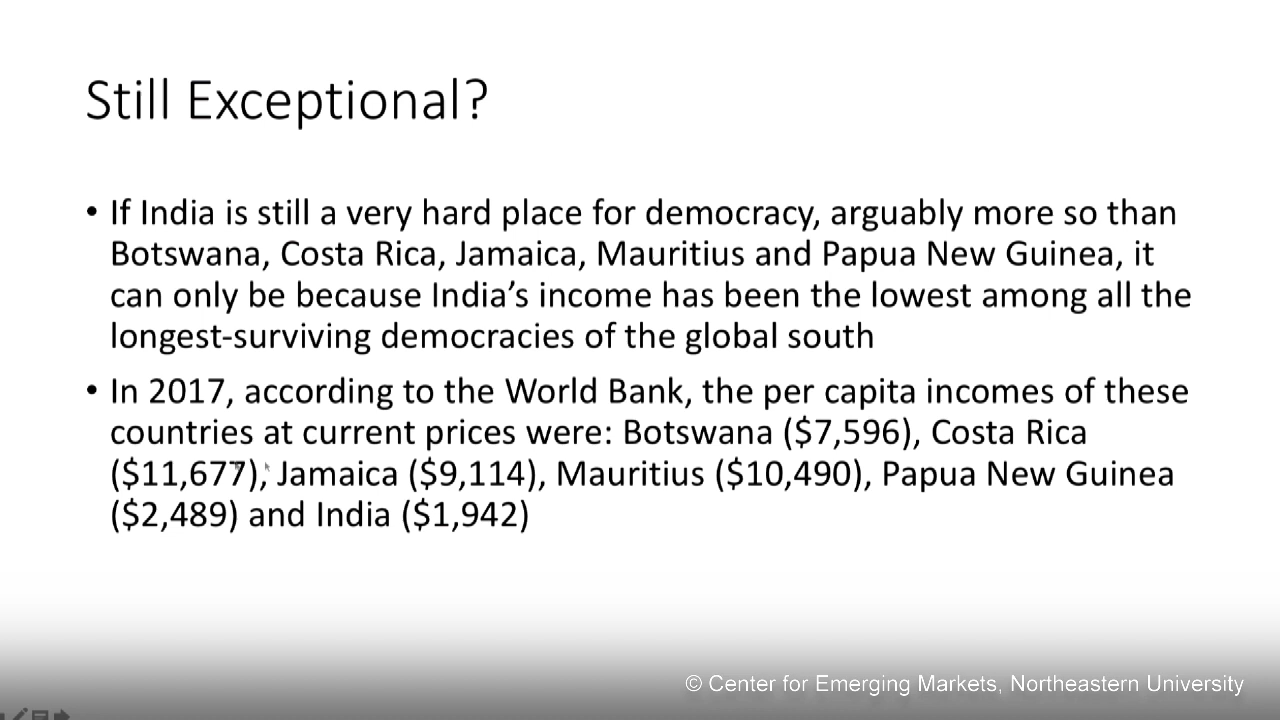 Still Exceptional?
• If India is still a very hard place for democracy, arguably more so than
Botswana, Costa Rica, Jamaica, Mauritius and Papua New Guinea, it
can only be because India’s income has been the lowest among all the
longest-surviving democracies of the global south
• In 2017, according to the World Bank, the per capita incomes of these
countries at current prices were: Botswana ($7,596), Costa Rica
($11,677), Jamaica ($9,114), Mauritius ($10,490), Papua New Guinea
($2,489) and India ($1,942)
© Center for Emerging Markets, Northeastern University